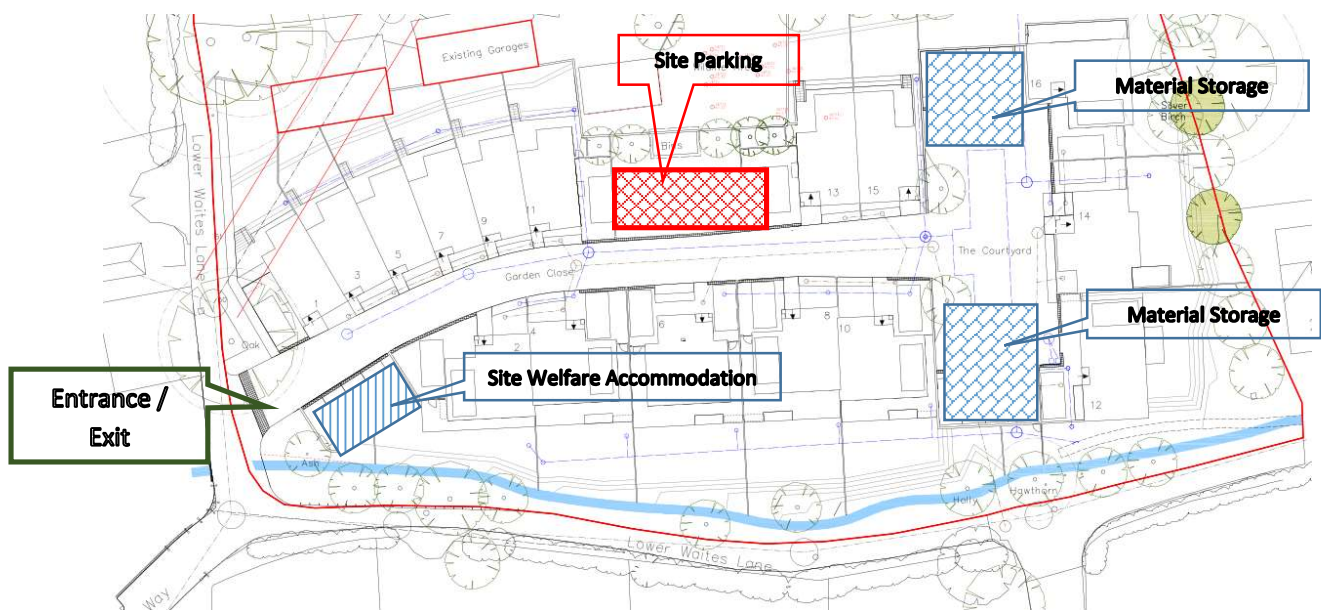 Existing Garages
Site Parking
Material Storage
16
Silver
Birch
Bins
Lower Waites Lane
13
15
14
11
9
7
5
3
1
The Courtyard
Garden Close
Material Storage
4
6
8
10
2
Oak
Site Welfare Accommodation
Entrance /
Exit
12
Ash
Holly
Hawthorn
Lower Waites Lane
Way